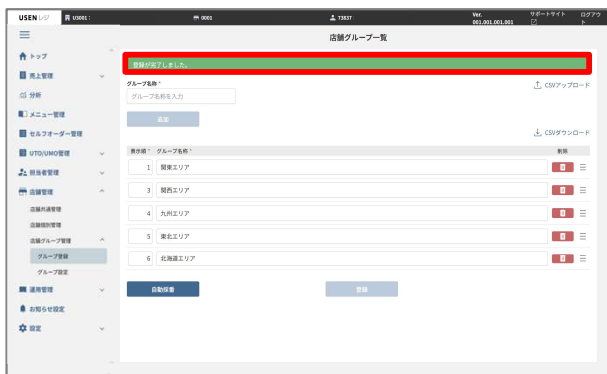 USEN レジ
U3001 :
0001
73837
Ver.
001.001.001.001
サポートサイト
ログアウト
店舗グループ一覧
トップ
売上管理
分析
メニュー管理
セルフオーダー管理
UTO/UMO管理
担当者管理
店舗管理
店舗共通管理
店舗個別管理
店舗グループ管理
グループ登録
グループ設定
運用管理
お知らせ設定
設定
登録が完了しました。
グループ名称 *
グループ名称を入力
CSVアップロード
追加
CSVダウンロード
表示順 * グループ名称 * 削除
1 関東エリア
3 関西エリア
4 九州エリア
5 東北エリア
6 北海道エリア
自動採番
登録